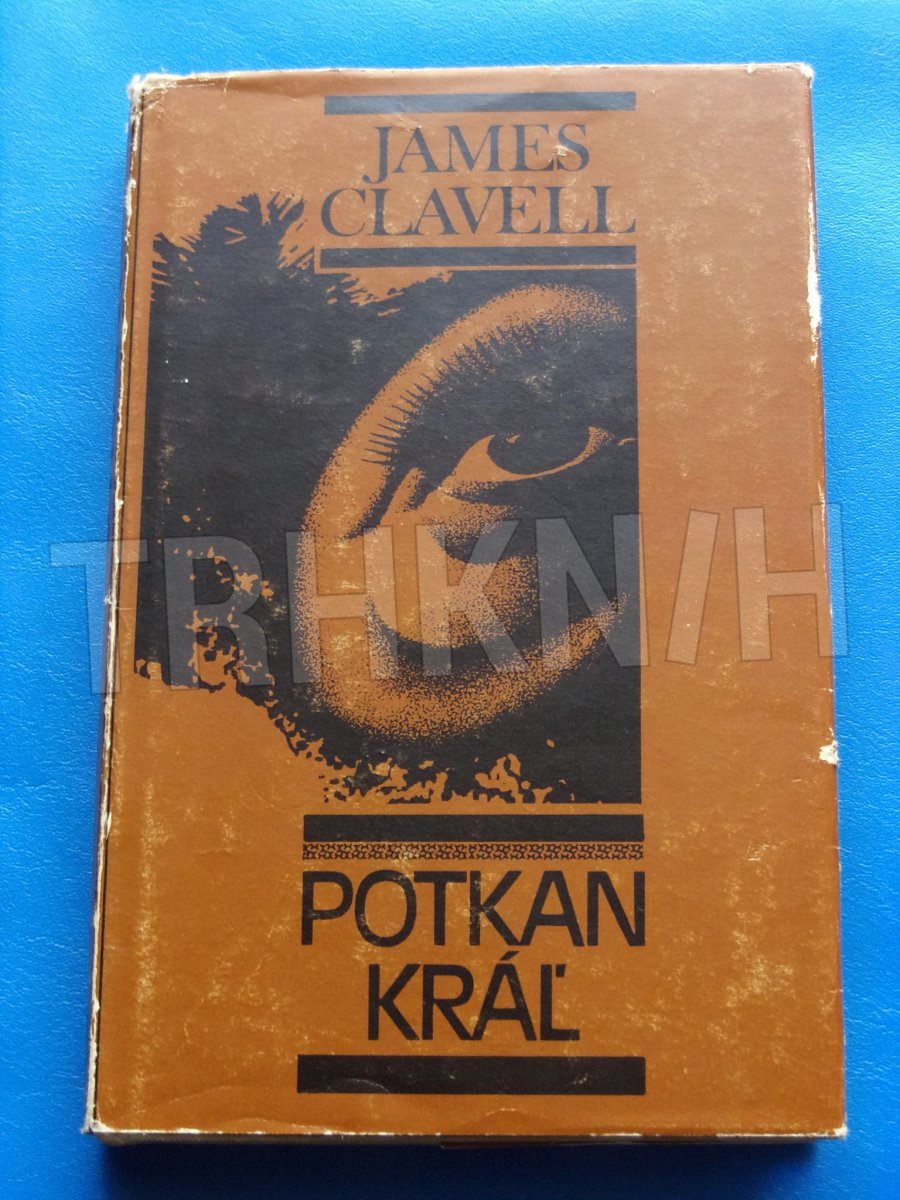 JAMES
CLAVELL
TRHKNIH
POTKAN
KRÁĽ